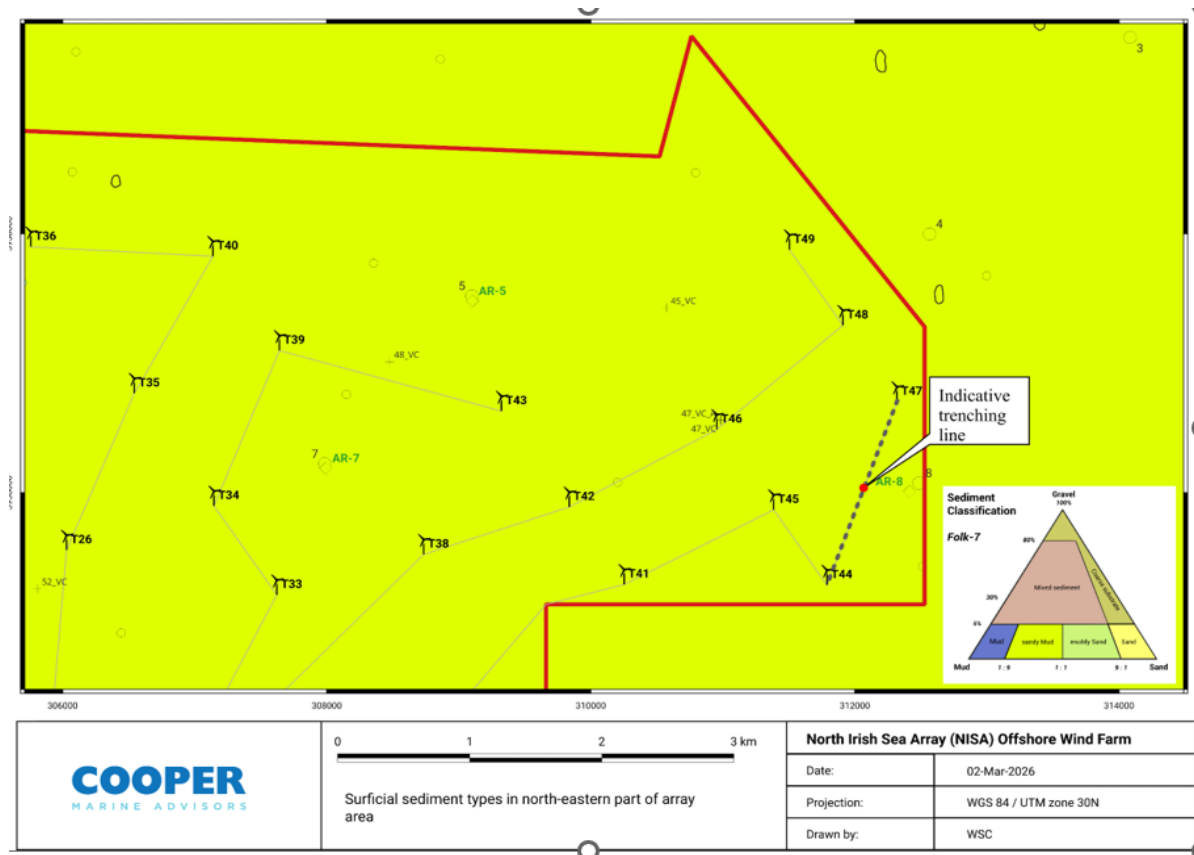 3
4
T36
T40
T49
5
AR-5
45_VC
T48
T39
48_VC
T35
T47
T43
Indicative
trenching
line
47_VC_A
T46
47_VC
7
AR-7
8
AR-8
T34
T42
T45
Sediment
Classification
Folk-7
Gravel
100%
80%
Mixed sediment
Coarse substrate
30%
5%
Mud
sandy Mud
muddy Sand
Sand
Mud
1 : 9
1 : 1
9 : 1
Sand
T26
T38
T41
T44
T33
52_VC
306000
308000
310000
312000
314000
COOPER
MARINE ADVISORS
0
1
2
3 km
Surficial sediment types in north-eastern part of array
area
North Irish Sea Array (NISA) Offshore Wind Farm
Date:
02-Mar-2026
Projection:
WGS 84 / UTM zone 30N
Drawn by:
WSC